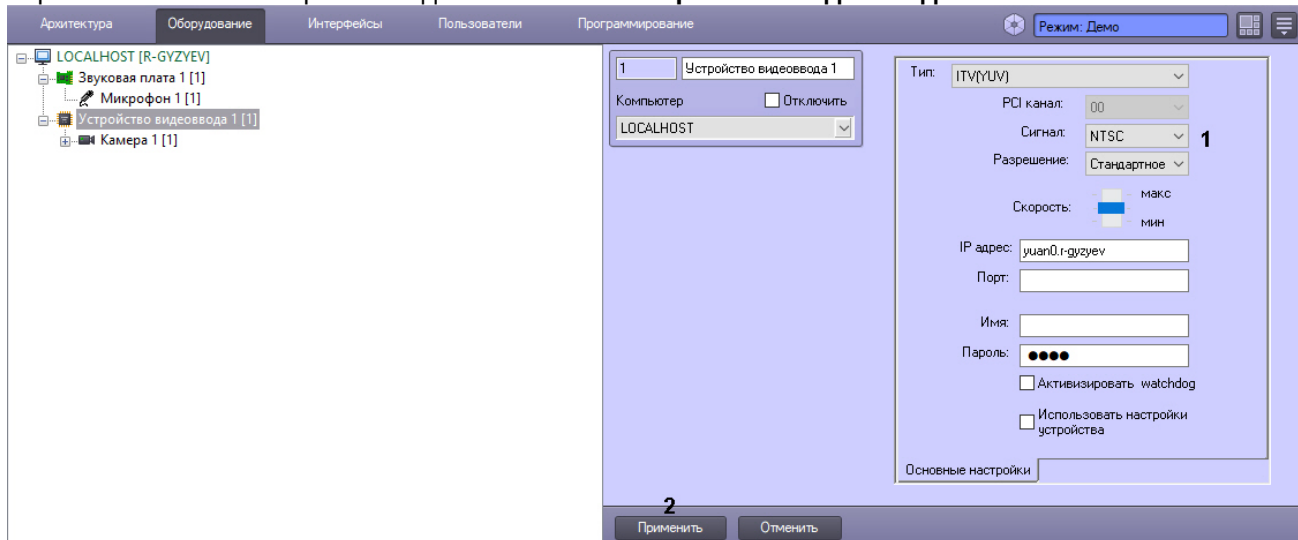 Архитектура Оборудование Интерфейсы Пользователи Программирование Режим: Демо
LOCALHOST [R-GYZYEV]
Звуковая плата 1 [1]
Микрофон 1 [1]
Устройство видеоввода 1 [1]
Камера 1 [1]
1 Устройство видеоввода 1
Компьютер Отключить
LOCALHOST
Тип: ITV(YUV)
PCI канал: 00
Сигнал: NTSC 1
Разрешение: Стандартное
макс
Скорость:
мин
IP адрес: yuan0.r-gyzyev
Порт:
Имя:
Пароль: ●●●●
Активизировать watchdog
Использовать настройки
устройства
Основные настройки
2
Применить Отменить